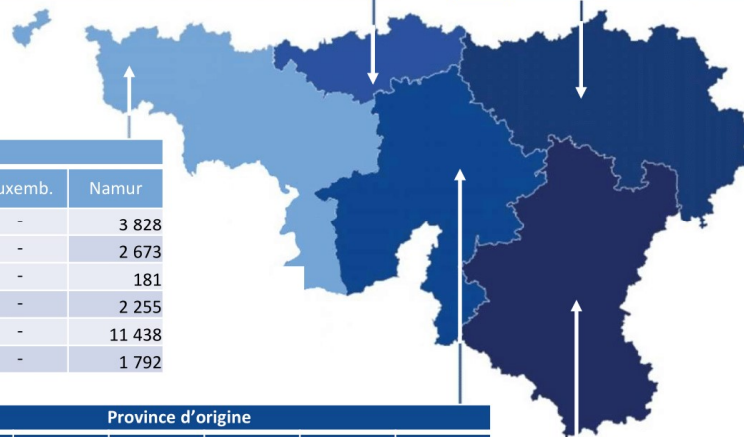 uxemb. Namur
- 3 828
- 2 673
- 181
- 2 255
- 11 438
- 1 792
Province d'origine